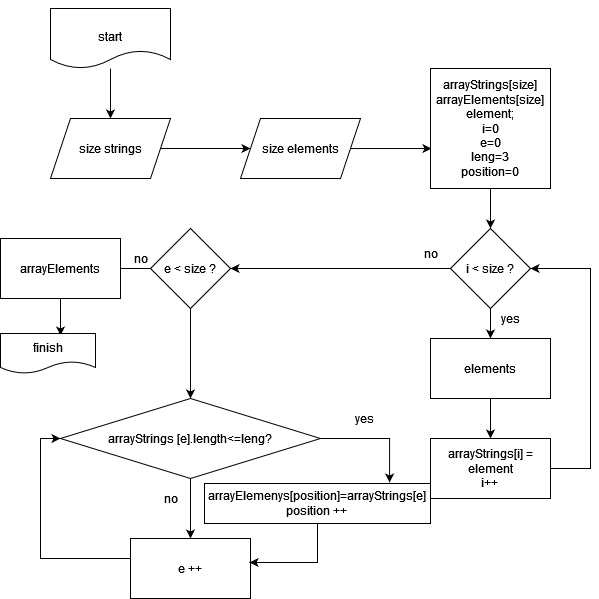 start
size strings
size elements
arrayStrings[size]
arrayElements[size]
element;
i=0
e=0
leng=3
position=0
i < size ?
no
yes
e < size ?
no
arrayElements
finish
elements
arrayStrings[i] =
element
i++
arrayStrings [e].length<=leng?
yes
no
arrayElemenys[position]=arrayStrings[e]
position ++
e ++